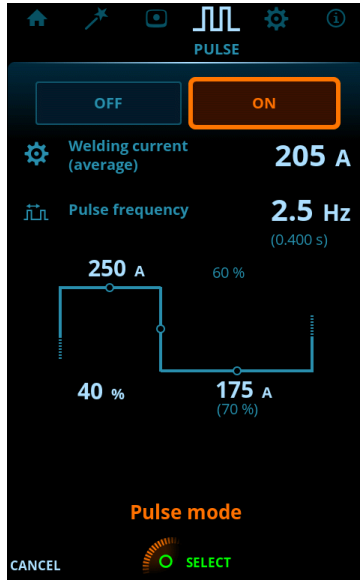 PULSE
OFF ON
Welding current
(average)
205 A
Pulse frequency
2.5 Hz
(0.400 s)
250 A 60 %
40 % 175 A
(70 %)
Pulse mode
CANCEL SELECT